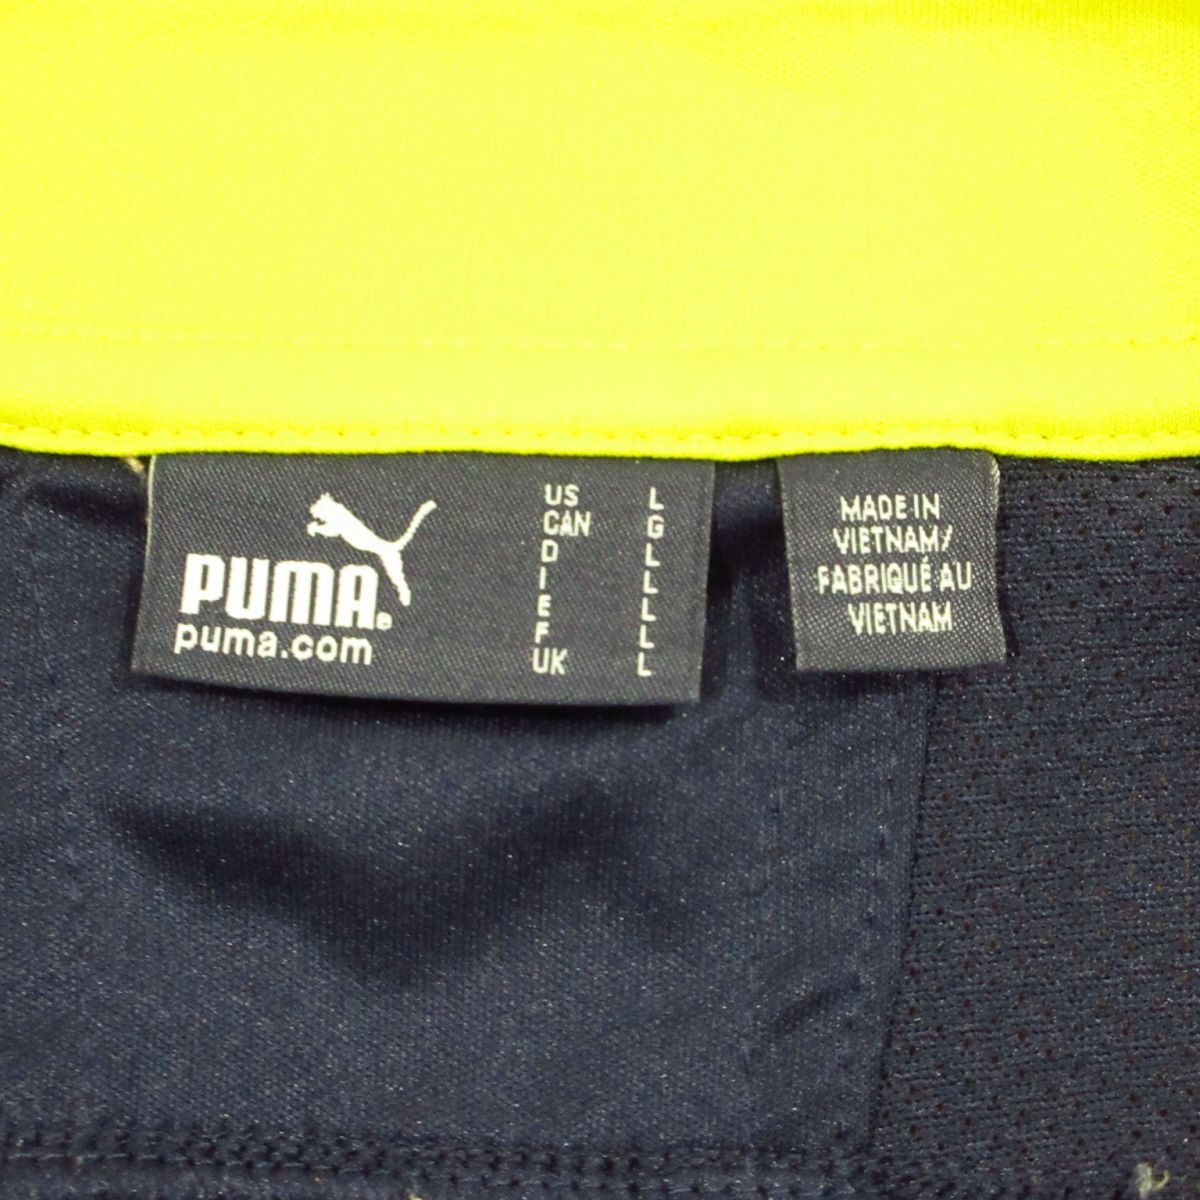 PUMA®
puma.com
US L
CAN G
D L
I L
E L
F L
UK L
MADE IN
VIETNAM/
FABRIQUÉ AU
VIETNAM